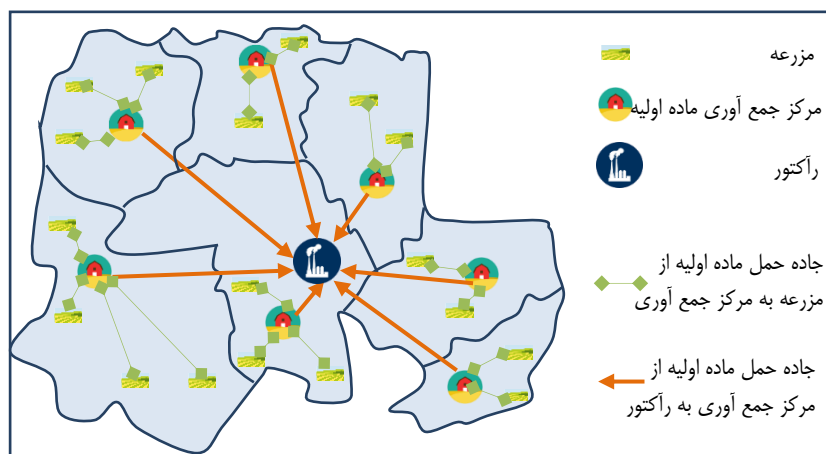 مزرعه
مرکز جمع آوری ماده اولیه
رآکتور
جاده حمل ماده اولیه از
مزرعه به مرکز جمع آوری
جاده حمل ماده اولیه از
مرکز جمع آوری به رآکتور